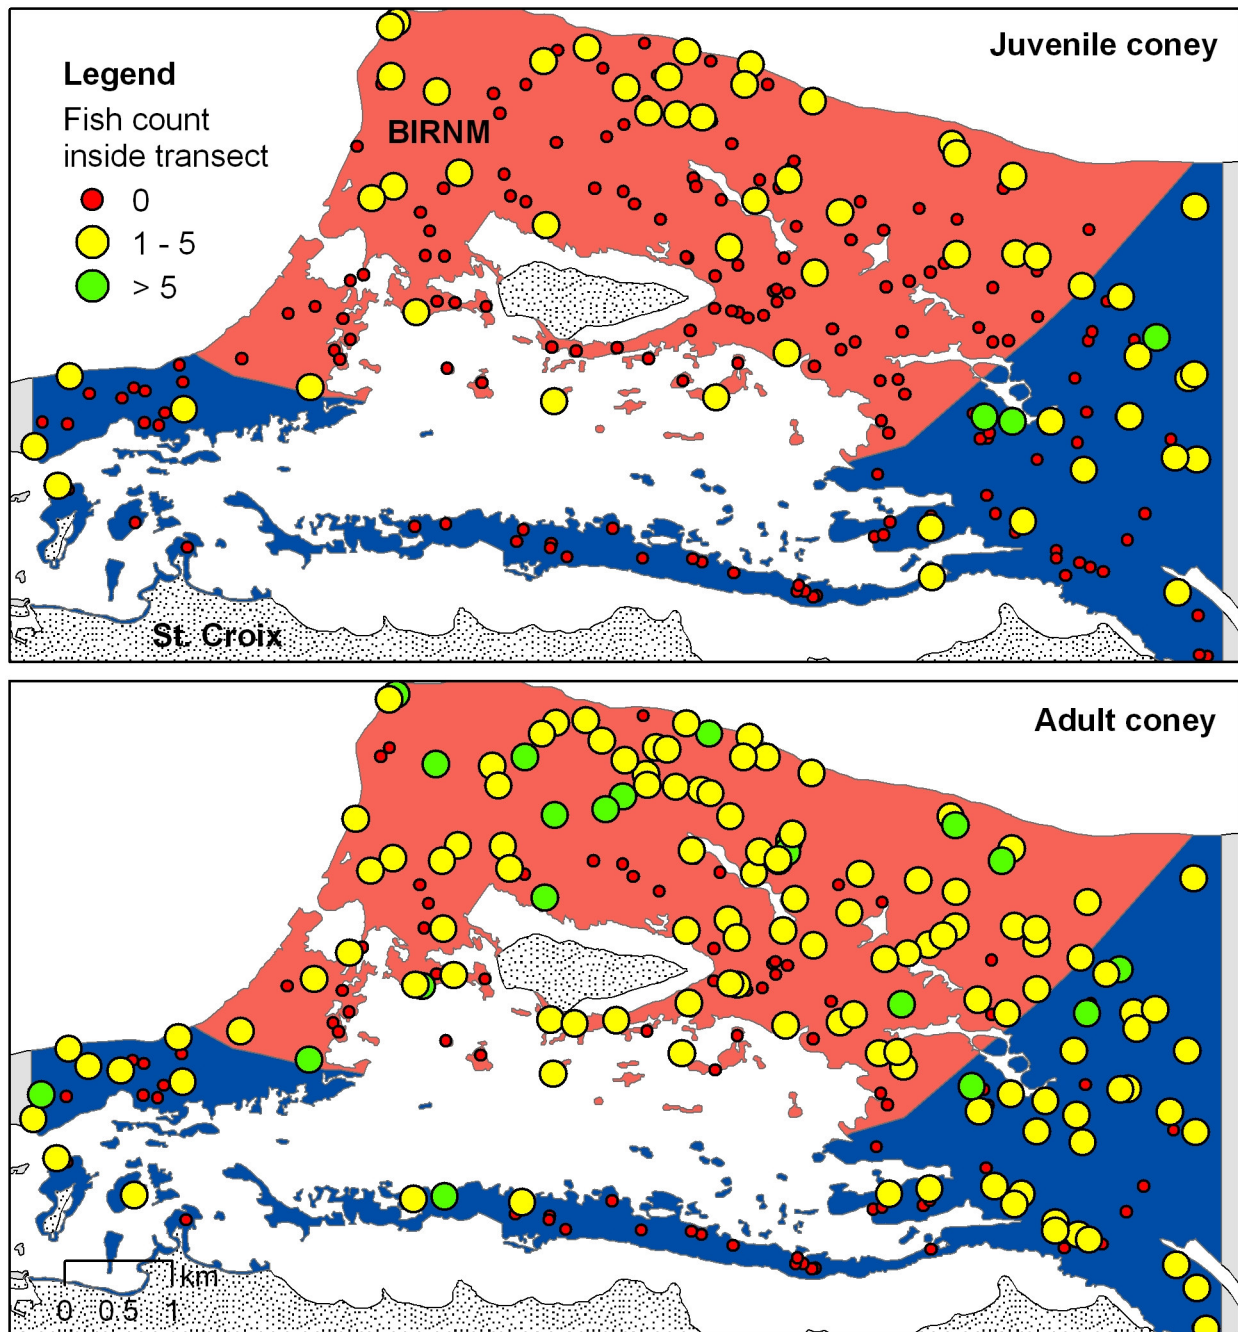 Juvenile coney
Legend
Fish count
inside transect
0
1 - 5
> 5
BIRNM
St. Croix
Adult coney
km
0 0.5 1